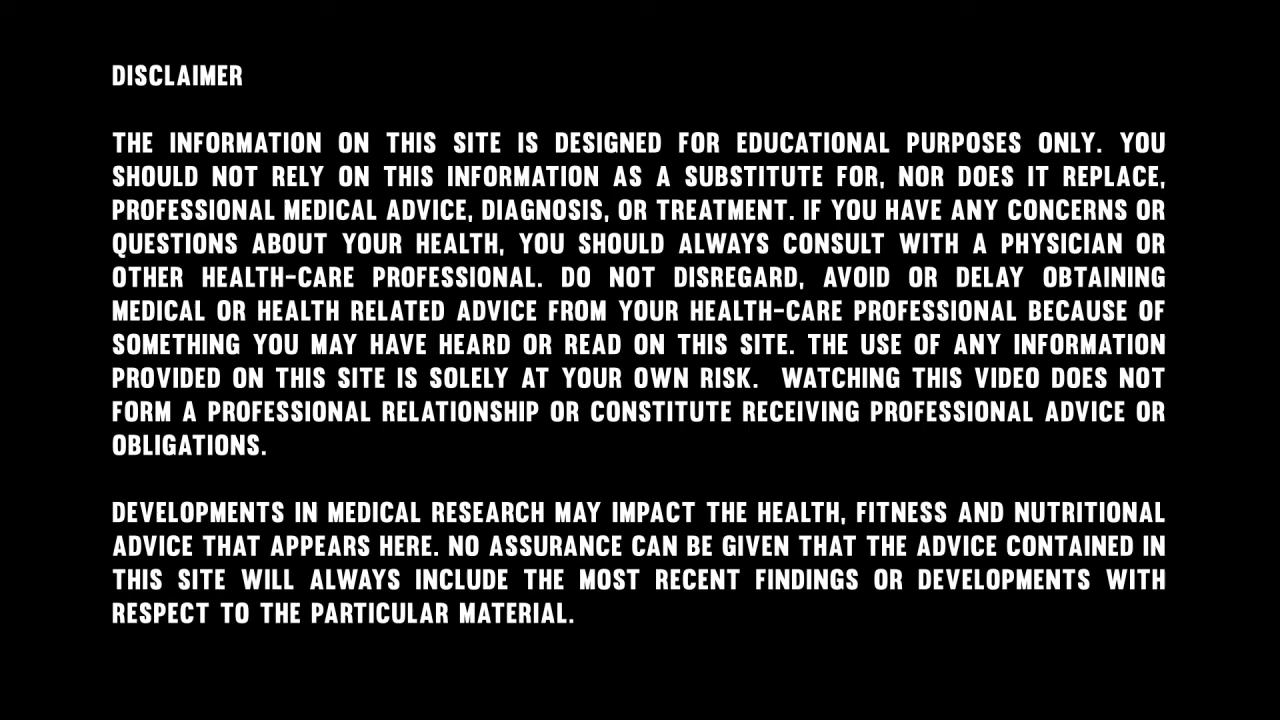 DISCLAIMER
THE INFORMATION ON THIS SITE IS DESIGNED FOR EDUCATIONAL PURPOSES ONLY. YOU
SHOULD NOT RELY ON THIS INFORMATION AS A SUBSTITUTE FOR, NOR DOES IT REPLACE,
PROFESSIONAL MEDICAL ADVICE, DIAGNOSIS, OR TREATMENT. IF YOU HAVE ANY CONCERNS OR
QUESTIONS ABOUT YOUR HEALTH, YOU SHOULD ALWAYS CONSULT WITH A PHYSICIAN OR
OTHER HEALTH-CARE PROFESSIONAL. DO NOT DISREGARD, AVOID OR DELAY OBTAINING
MEDICAL OR HEALTH RELATED ADVICE FROM YOUR HEALTH-CARE PROFESSIONAL BECAUSE OF
SOMETHING YOU MAY HAVE HEARD OR READ ON THIS SITE. THE USE OF ANY INFORMATION
PROVIDED ON THIS SITE IS SOLELY AT YOUR OWN RISK. WATCHING THIS VIDEO DOES NOT
FORM A PROFESSIONAL RELATIONSHIP OR CONSTITUTE RECEIVING PROFESSIONAL ADVICE OR
OBLIGATIONS.
DEVELOPMENTS IN MEDICAL RESEARCH MAY IMPACT THE HEALTH, FITNESS AND NUTRITIONAL
ADVICE THAT APPEARS HERE. NO ASSURANCE CAN BE GIVEN THAT THE ADVICE CONTAINED IN
THIS SITE WILL ALWAYS INCLUDE THE MOST RECENT FINDINGS OR DEVELOPMENTS WITH
RESPECT TO THE PARTICULAR MATERIAL.